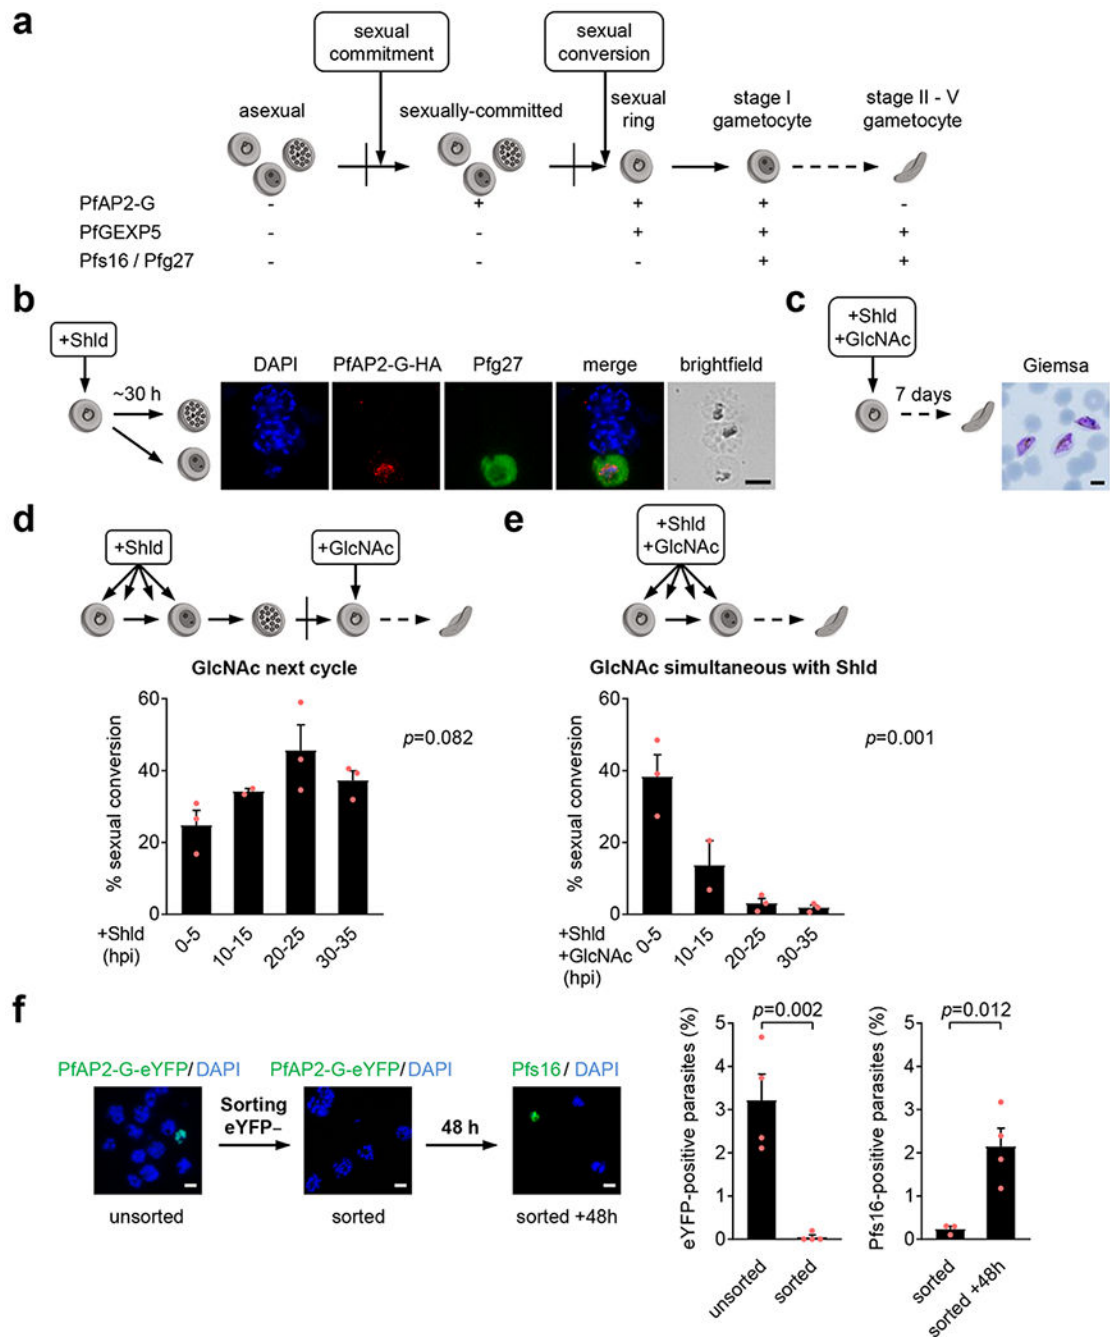 a
sexual
commitment
sexual
conversion
asexual
sexually-committed
sexual
ring
stage I
gametocyte
stage II - V
gametocyte
PfAP2-G - + + + -
PfGEXP5 - - + + +
Pfs16 / Pfg27 - - - + +
b
+Shld
~30 h
DAPI PfAP2-G-HA Pfg27 merge brightfield
c
+Shld
+GlcNAc
7 days
Giemsa
d
+Shld
+GlcNAc
GlcNAc next cycle
p=0.082
% sexual conversion
60
40
20
0
+Shld
(hpi)
0-5 10-15 20-25 30-35
e
+Shld
+GlcNAc
GlcNAc simultaneous with Shld
p=0.001
% sexual conversion
60
40
20
0
+Shld
+GlcNAc
(hpi)
0-5 10-15 20-25 30-35
f
PfAP2-G-eYFP/DAPI
Sorting
eYFP–
PfAP2-G-eYFP/DAPI
48 h
Pfs16/ DAPI
unsorted
sorted
sorted +48h
p=0.002
eYFP-positive parasites (%)
5
4
3
2
1
0
unsorted
sorted
p=0.012
Pfs16-positive parasites (%)
5
4
3
2
1
0
sorted
sorted +48h